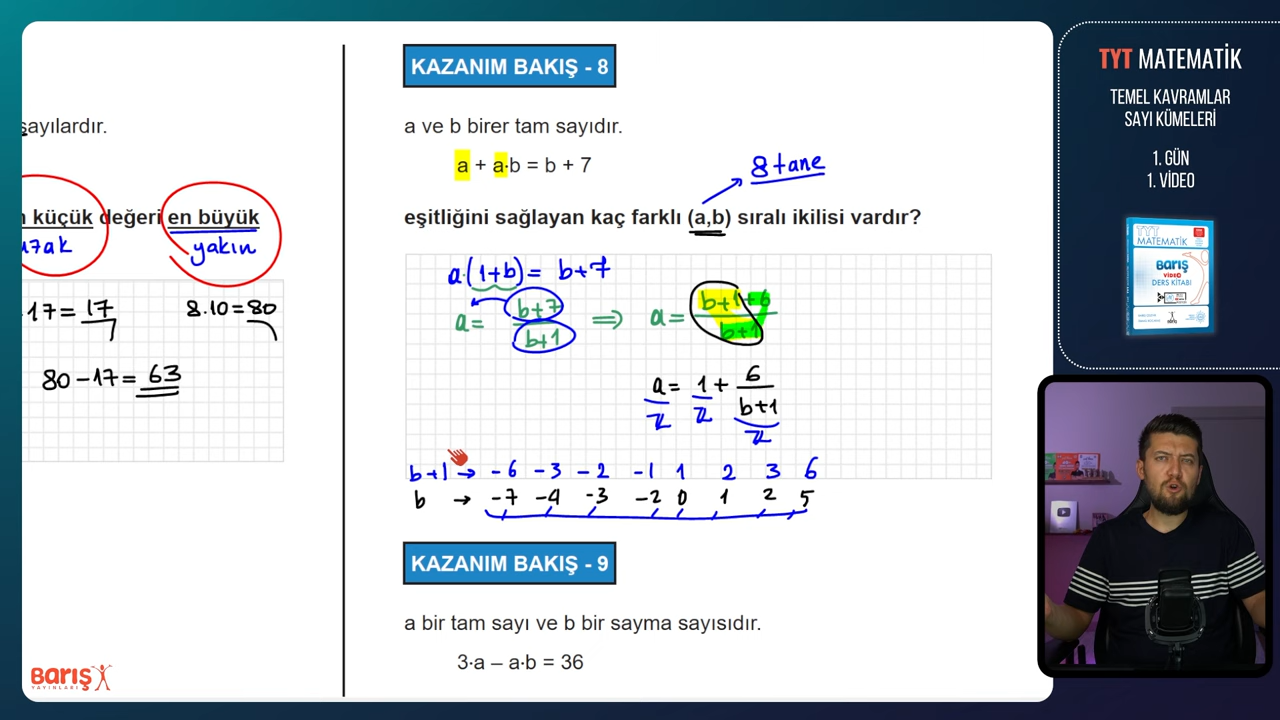 sayılardır.
küçük değeri en büyük
yakın
17 = 17
8.10 = 80
80 - 17 = 63
BARIŞ
YAYINLARI
KAZANIM BAKIŞ - 8
a ve b birer tam sayıdır.
a + a·b = b + 7
8 tane
eşitliğini sağlayan kaç farklı (a,b) sıralı ikilisi vardır?
a·(1+b) = b+7
a = b+7 / b+1 ⇒ a = b+1+6 / b+1
a = 1 + 6 / b+1
Z Z Z
b+1 → -6 -3 -2 -1 1 2 3 6
b → -7 -4 -3 -2 0 1 2 5
KAZANIM BAKIŞ - 9
a bir tam sayı ve b bir sayma sayısıdır.
3·a – a·b = 36
TYT MATEMATİK
TEMEL KAVRAMLAR
SAYI KÜMELERİ
1. GÜN
1. VİDEO
TYT
MATEMATİK
BARIŞ
VİDEO
DERS KİTABI